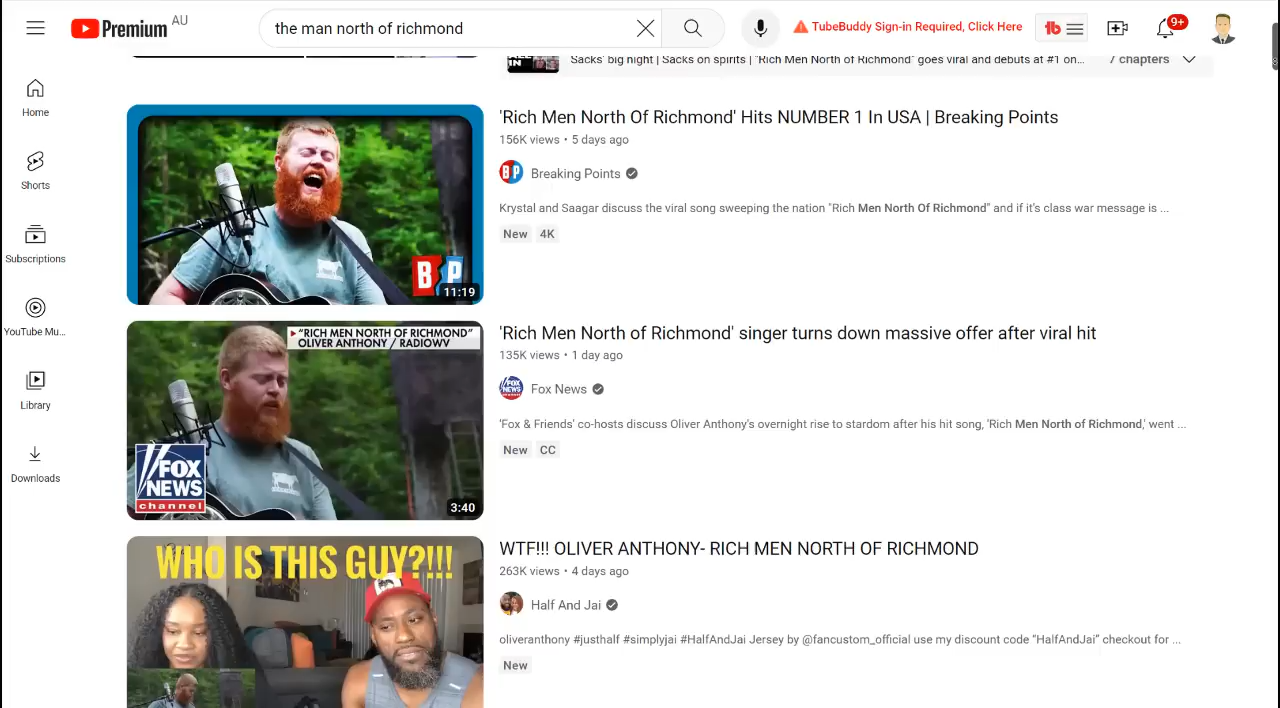 Premium AU
the man north of richmond
TubeBuddy Sign-in Required, Click Here
tb
9+
Sacks' big night | Sacks on spirits | "Rich Men North of Richmond" goes viral and debuts at #1 on...
7 chapters
IN
Home
Shorts
Subscriptions
YouTube Mu...
Library
Downloads
BP
11:19
'Rich Men North Of Richmond' Hits NUMBER 1 In USA | Breaking Points
156K views • 5 days ago
BP Breaking Points
Krystal and Saagar discuss the viral song sweeping the nation "Rich Men North Of Richmond" and if it's class war message is ...
New 4K
"RICH MEN NORTH OF RICHMOND"
OLIVER ANTHONY / RADIOWV
FOX
NEWS
channel
3:40
'Rich Men North of Richmond' singer turns down massive offer after viral hit
135K views • 1 day ago
FOX NEWS Fox News
'Fox & Friends' co-hosts discuss Oliver Anthony's overnight rise to stardom after his hit song, 'Rich Men North of Richmond,' went ...
New CC
WHO IS THIS GUY?!!!
WTF!!! OLIVER ANTHONY- RICH MEN NORTH OF RICHMOND
263K views • 4 days ago
Half And Jai
oliveranthony #justhalf #simplyjai #HalfAndJai Jersey by @fancustom_official use my discount code “HalfAndJai” checkout for ...
New